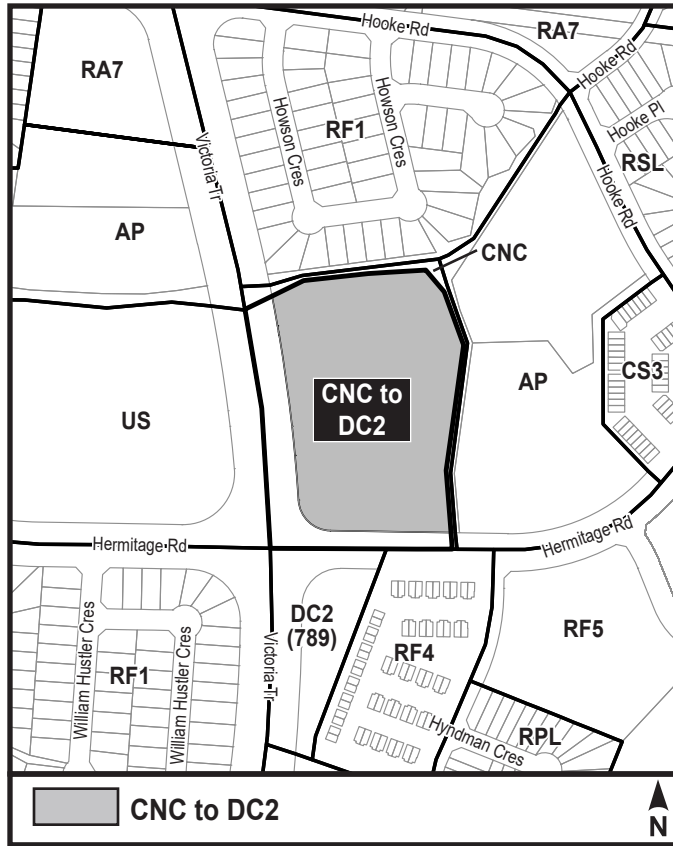 Hooke Rd
RA7
RA7
Hooke Rd
Howson Cres
Howson Cres
RF1
Hooke Pl
Victoria Tr
RSL
Hooke Rd
AP
CNC
CS3
AP
CNC to
DC2
US
Hermitage Rd
Hermitage Rd
DC2
(789)
RF5
RF4
William Hustler Cres
RF1
William Hustler Cres
Victoria Tr
Hyndman Cres
RPL
CNC to DC2
N